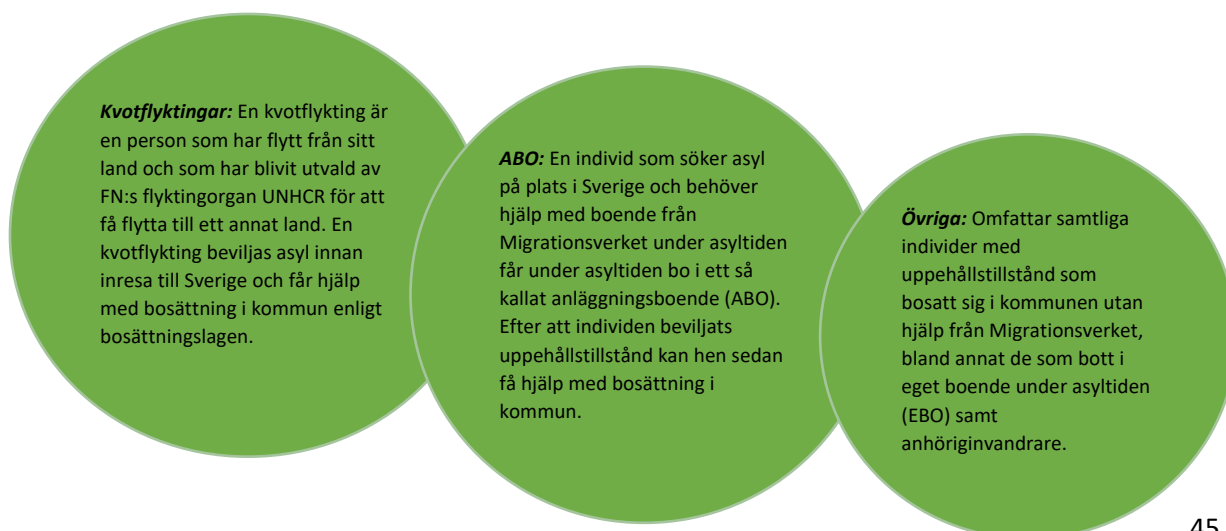 Kvotflyktingar: En kvotflykting är
en person som har flytt från sitt
land och som har blivit utvald av
FN:s flyktingorgan UNHCR för att
få flytta till ett annat land. En
kvotflykting beviljas asyl innan
inresa till Sverige och får hjälp
med bosättning i kommun enligt
bosättningslagen.
ABO: En individ som söker asyl
på plats i Sverige och behöver
hjälp med boende från
Migrationsverket under asyltiden
får under asyltiden bo i ett så
kallat anläggningsboende (ABO).
Efter att individen beviljats
uppehållstillstånd kan hen sedan
få hjälp med bosättning i
kommun.
Övriga: Omfattar samtliga
individer med
uppehållstillstånd som
bosatt sig i kommunen utan
hjälp från Migrationsverket,
bland annat de som bott i
eget boende under asyltiden
(EBO) samt
anhöriginvandrare.
45